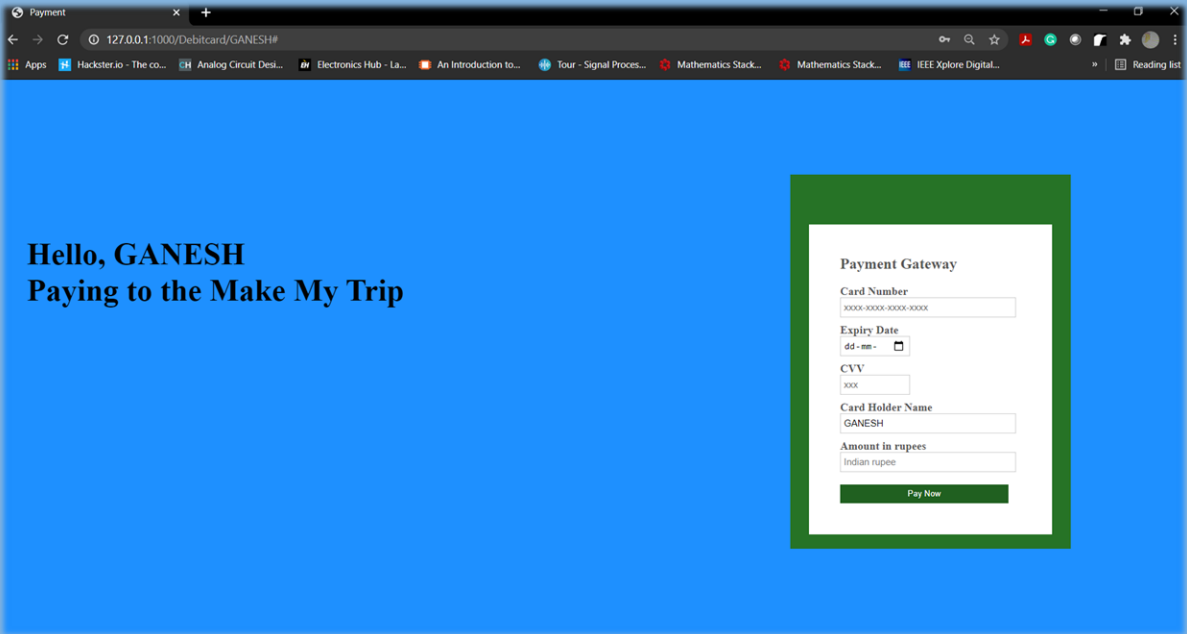 Payment
127.0.0.1:1000/Debitcard/GANESH#
Apps Hackster.io - The co... Analog Circuit Desi... Electronics Hub - La... An Introduction to... Tour - Signal Proces... Mathematics Stack... Mathematics Stack... IEEE Xplore Digital... » Reading list
Hello, GANESH
Paying to the Make My Trip
Payment Gateway
Card Number
xxxx-xxxx-xxxx-xxxx
Expiry Date
dd-mm-
CVV
xxx
Card Holder Name
GANESH
Amount in rupees
Indian rupee
Pay Now